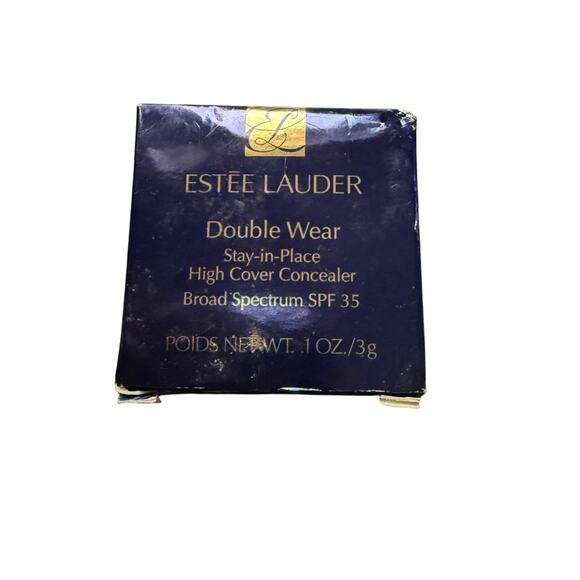 EL
ESTĒE LAUDER
Double Wear
Stay-in-Place
High Cover Concealer
Broad Spectrum SPF 35
POIDS NET WT. .1 OZ./3g